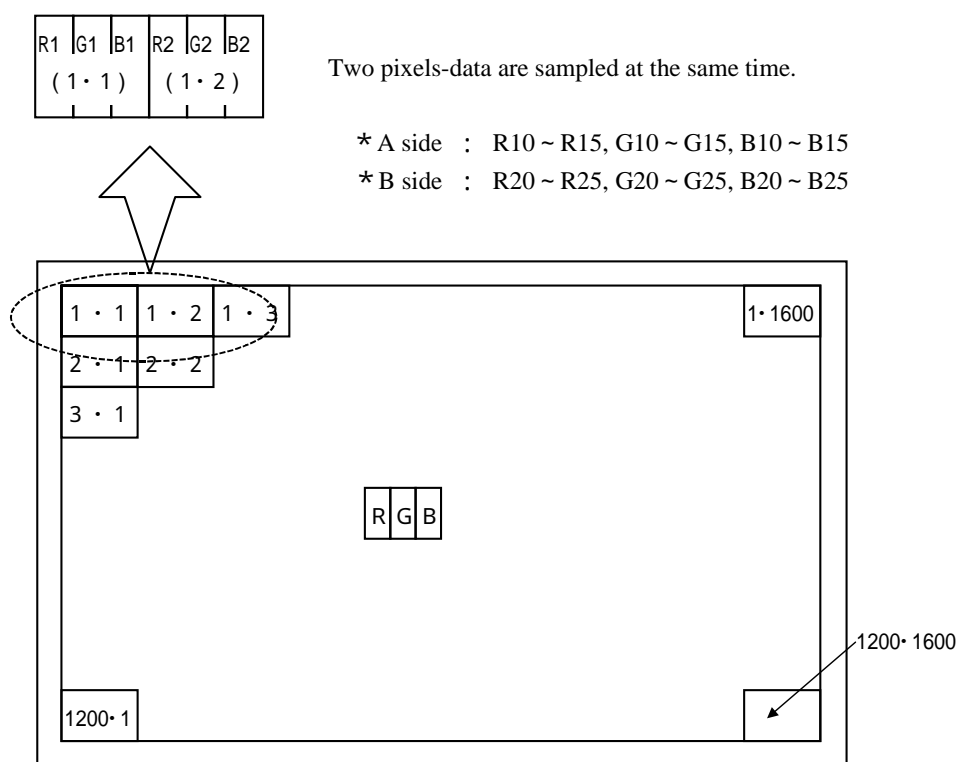 R1 G1 B1 R2 G2 B2
(1・1) (1・2)
Two pixels-data are sampled at the same time.
*A side : R10 ~ R15, G10 ~ G15, B10 ~ B15
*B side : R20 ~ R25, G20 ~ G25, B20 ~ B25
1・1 1・2 1・3 1・1600
2・1 2・2
3・1
R G B
1200・1600
1200・1